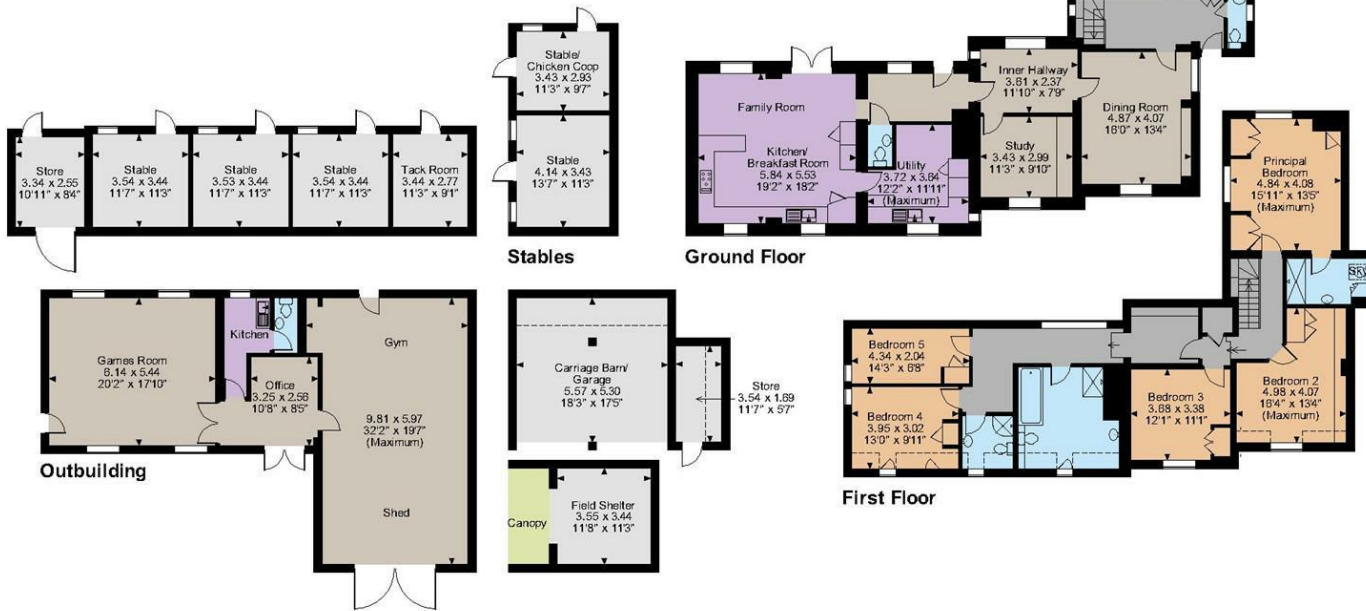 Stable/
Chicken Coop
3.43 x 2.93
11'3" x 9'7"
Stable
4.14 x 3.43
13'7" x 11'3"
Stables
Store
3.34 x 2.55
10'11" x 8'4"
Stable
3.54 x 3.44
11'7" x 11'3"
Stable
3.53 x 3.44
11'7" x 11'3"
Stable
3.54 x 3.44
11'7" x 11'3"
Tack Room
3.44 x 2.77
11'3" x 9'1"
Family Room
Kitchen/
Breakfast Room
5.84 x 5.53
19'2" x 18'2"
Utility
3.72 x 3.64
12'2" x 11'11"
(Maximum)
Inner Hallway
3.61 x 2.37
11'10" x 7'9"
Study
3.43 x 2.99
11'3" x 9'10"
Dining Room
4.87 x 4.07
16'0" x 13'4"
Ground Floor
Principal
Bedroom
4.84 x 4.08
15'11" x 13'5"
(Maximum)
Games Room
6.14 x 5.44
20'2" x 17'10"
Kitchen
Office
3.25 x 2.56
10'8" x 8'5"
Gym
9.81 x 5.97
32'2" x 19'7"
(Maximum)
Shed
Outbuilding
Carriage Barn/
Garage
5.57 x 5.30
18'3" x 17'5"
Store
3.54 x 1.69
11'7" x 5'7"
Canopy
Field Shelter
3.55 x 3.44
11'8" x 11'3"
Bedroom 5
4.34 x 2.04
14'3" x 6'8"
Bedroom 4
3.95 x 3.02
13'0" x 9'11"
Bedroom 3
3.68 x 3.38
12'1" x 11'1"
Bedroom 2
4.98 x 4.07
16'4" x 13'4"
(Maximum)
First Floor